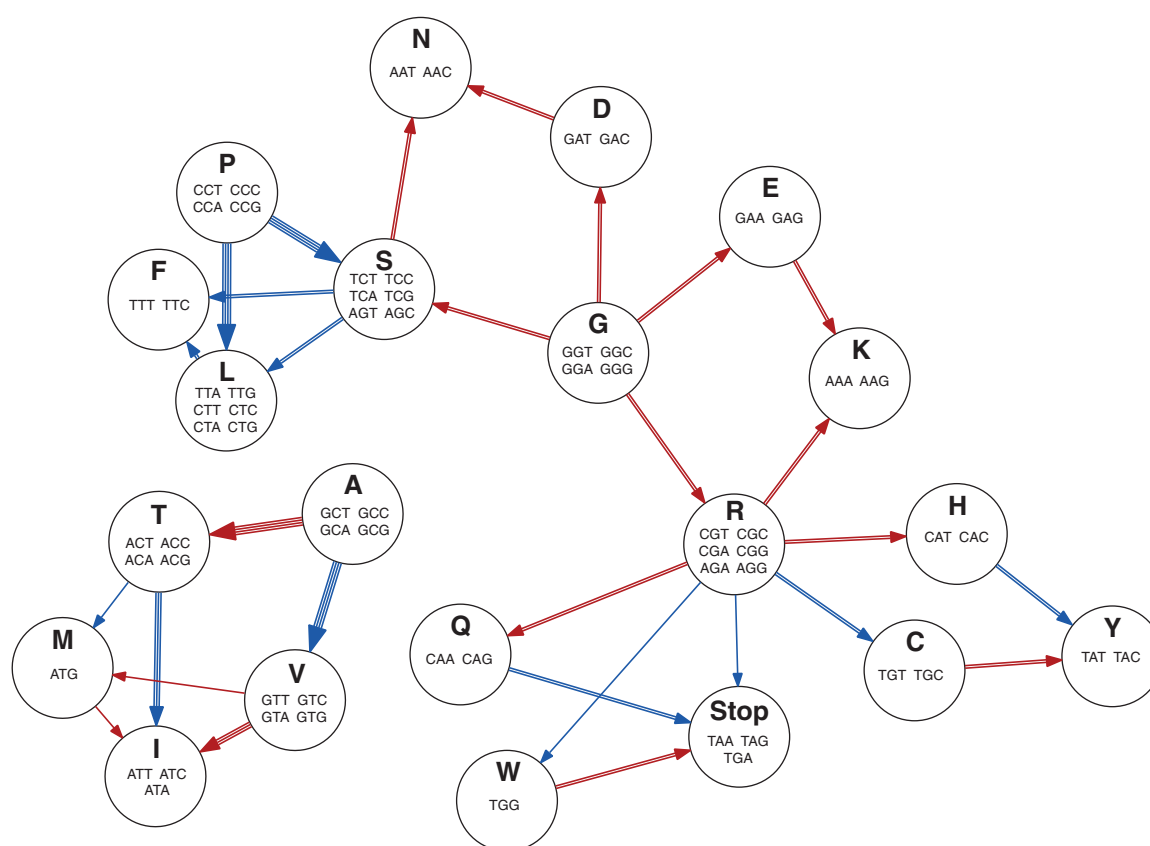 N
AAT AAC
D
GAT GAC
P
CCT CCC
CCA CCG
E
GAA GAG
F
TTT TTC
S
TCT TCC
TCA TCG
AGT AGC
G
GGT GGC
GGA GGG
K
AAA AAG
L
TTA TTG
CTT CTC
CTA CTG
A
GCT GCC
GCA GCG
T
ACT ACC
ACA ACG
R
CGT CGC
CGA CGG
AGA AGG
H
CAT CAC
M
ATG
V
GTT GTC
GTA GTG
Q
CAA CAG
C
TGT TGC
Y
TAT TAC
I
ATT ATC
ATA
Stop
TAA TAG
TGA
W
TGG